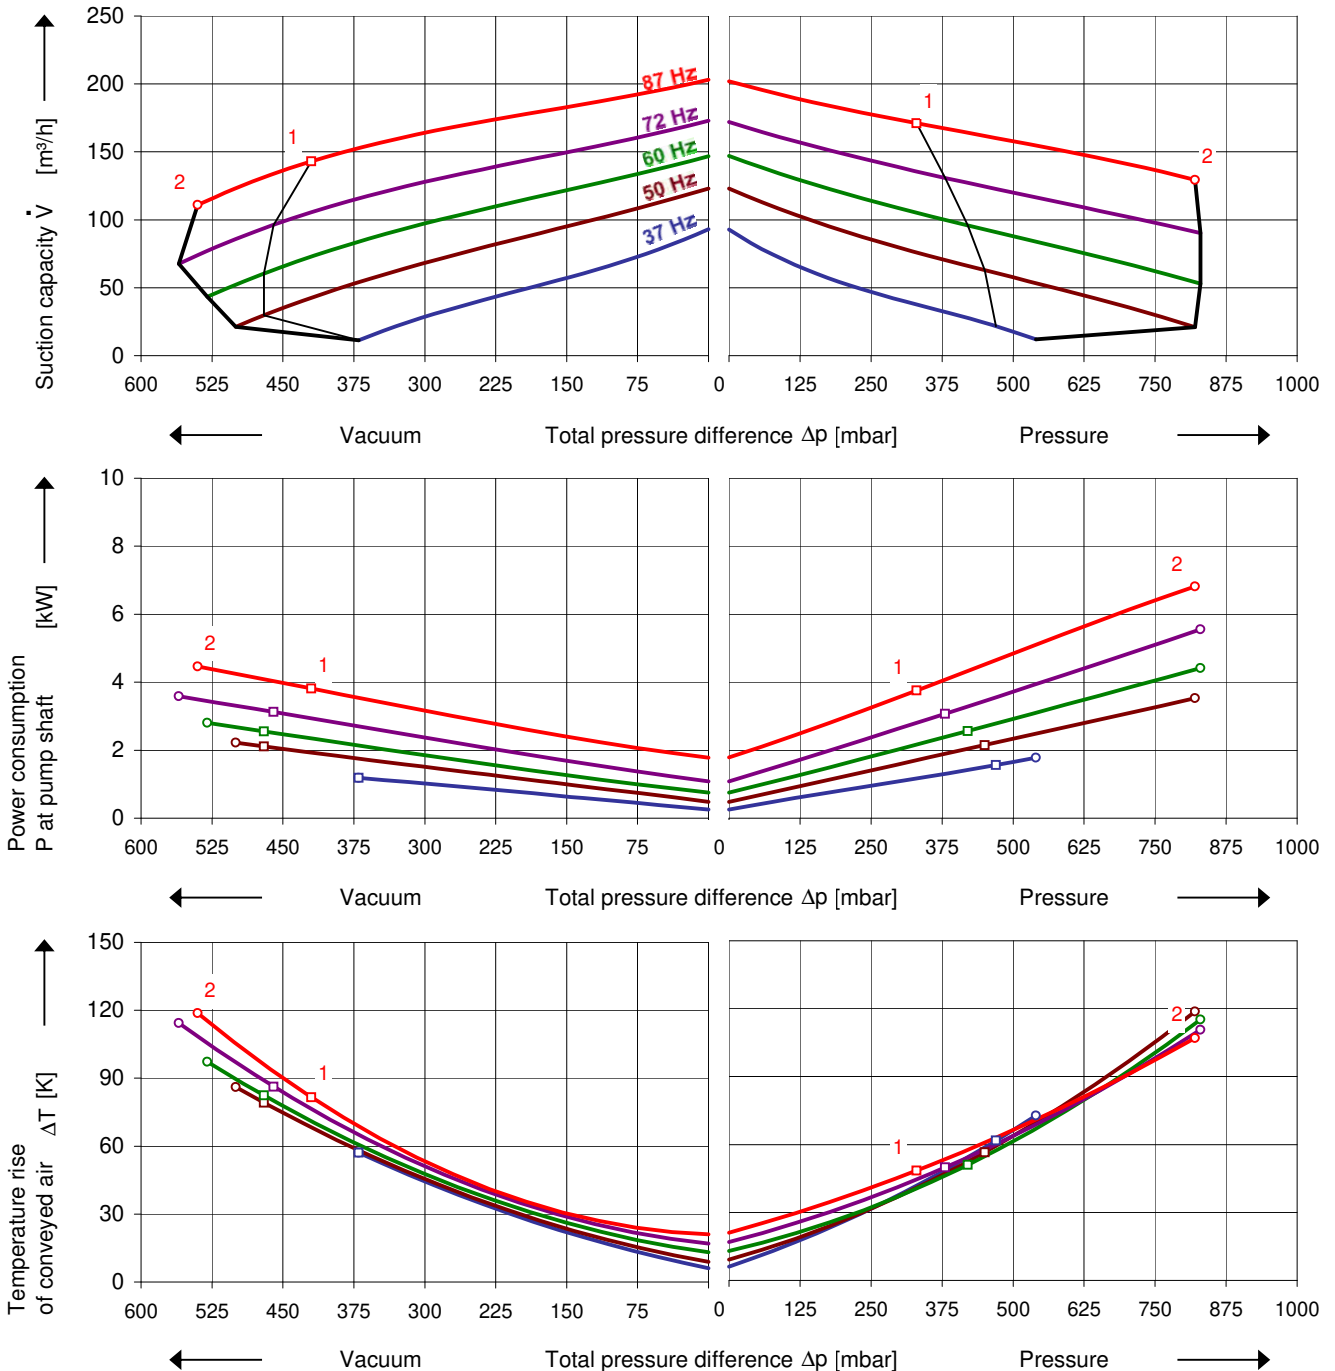 250
200
150
100
50
0
Suction capacity V̇ [m³/h]
87 Hz
72 Hz
60 Hz
50 Hz
37 Hz
1
2
1
2
600 525 450 375 300 225 150 75 0 125 250 375 500 625 750 875 1000
Vacuum Total pressure difference Δp [mbar] Pressure
10
8
6
4
2
0
Power consumption
P at pump shaft [kW]
2
1
1
2
600 525 450 375 300 225 150 75 0 125 250 375 500 625 750 875 1000
Vacuum Total pressure difference Δp [mbar] Pressure
150
120
90
60
30
0
Temperature rise
of conveyed air ΔT [K]
2
1
1
2
600 525 450 375 300 225 150 75 0 125 250 375 500 625 750 875 1000
Vacuum Total pressure difference Δp [mbar] Pressure